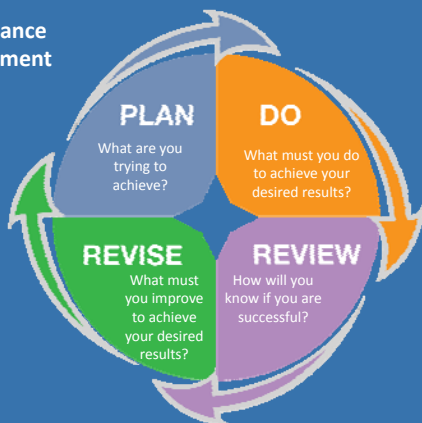 ance
ment
PLAN
What are you
trying to
achieve?
DO
What must you do
to achieve your
desired results?
REVISE
What must
you improve
to achieve
your desired
results?
REVIEW
How will you
know if you are
successful?